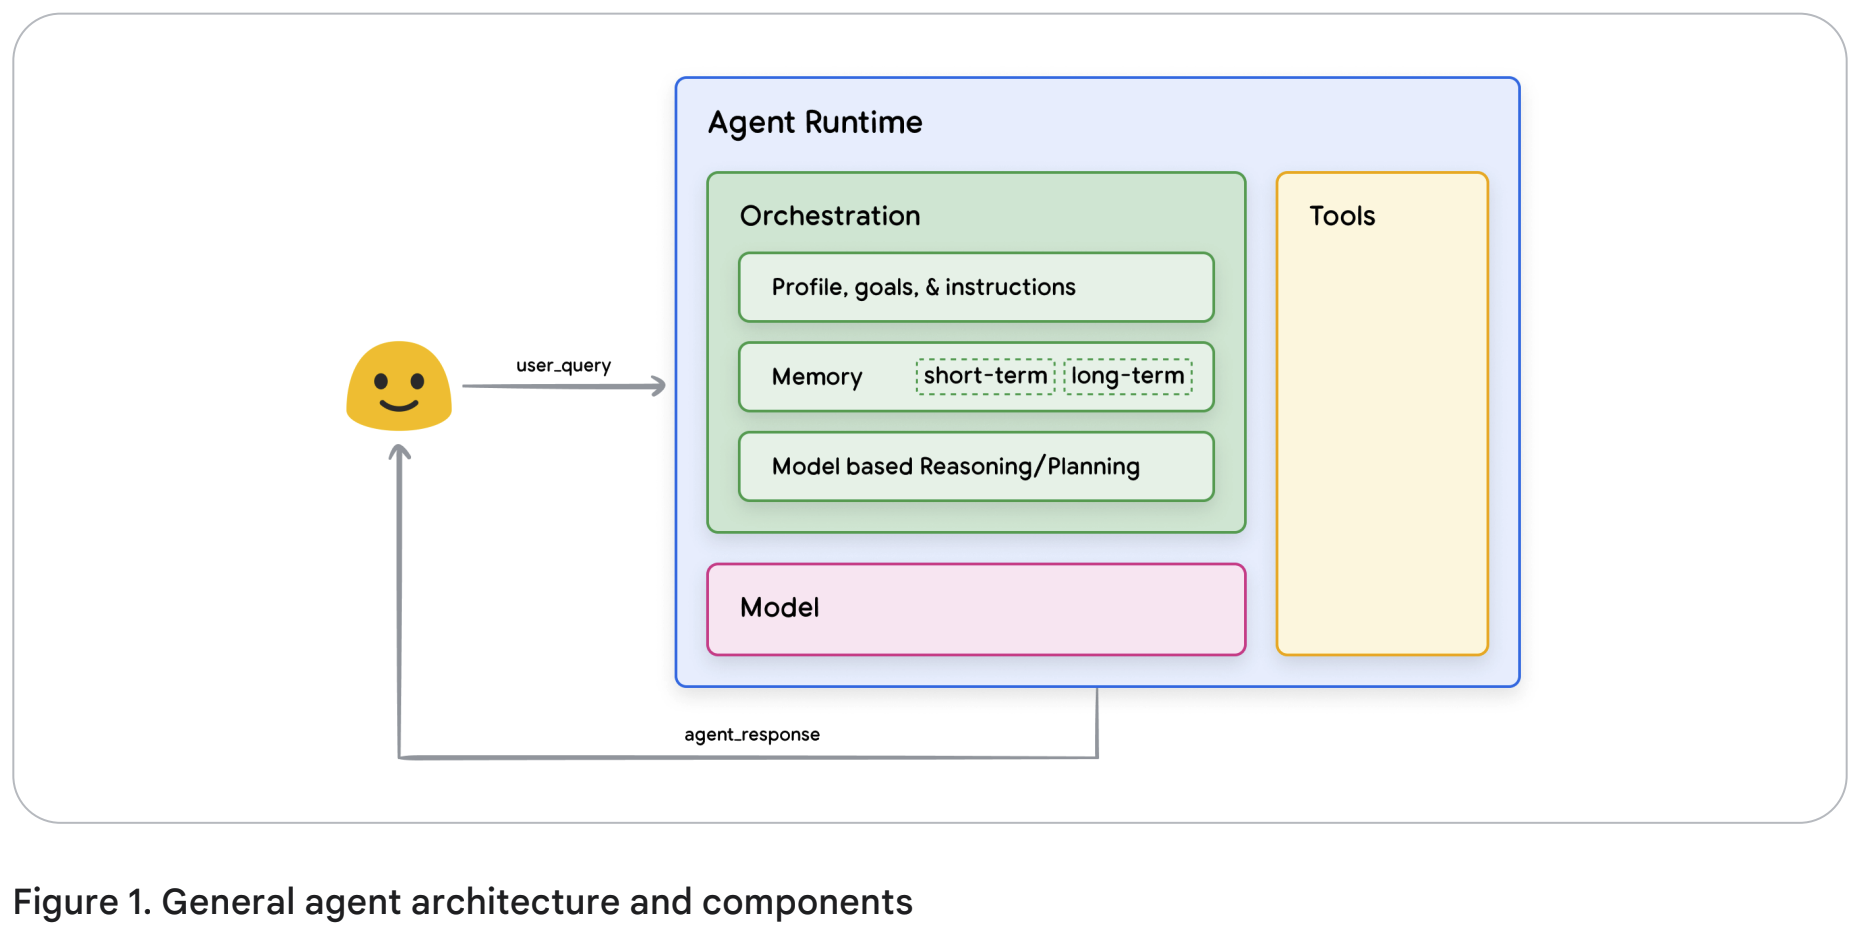 Agent Runtime
Orchestration
Tools
Profile, goals, & instructions
user_query
Memory short-term long-term
Model based Reasoning/Planning
Model
agent_response
Figure 1. General agent architecture and components